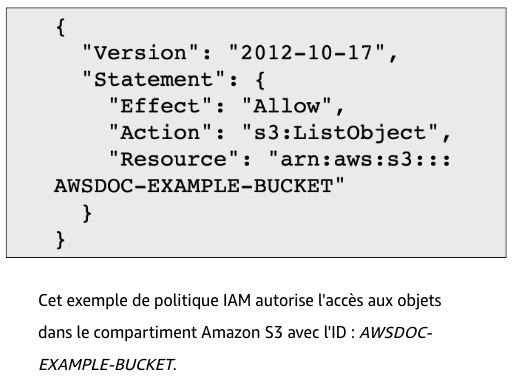 {
"Version": "2012-10-17",
"Statement": {
"Effect": "Allow",
"Action": "s3:ListObject",
"Resource": "arn:aws:s3:::
AWSDOC-EXAMPLE-BUCKET"
}
}
Cet exemple de politique IAM autorise l'accès aux objets
dans le compartiment Amazon S3 avec l'ID : AWSDOC-
EXAMPLE-BUCKET.